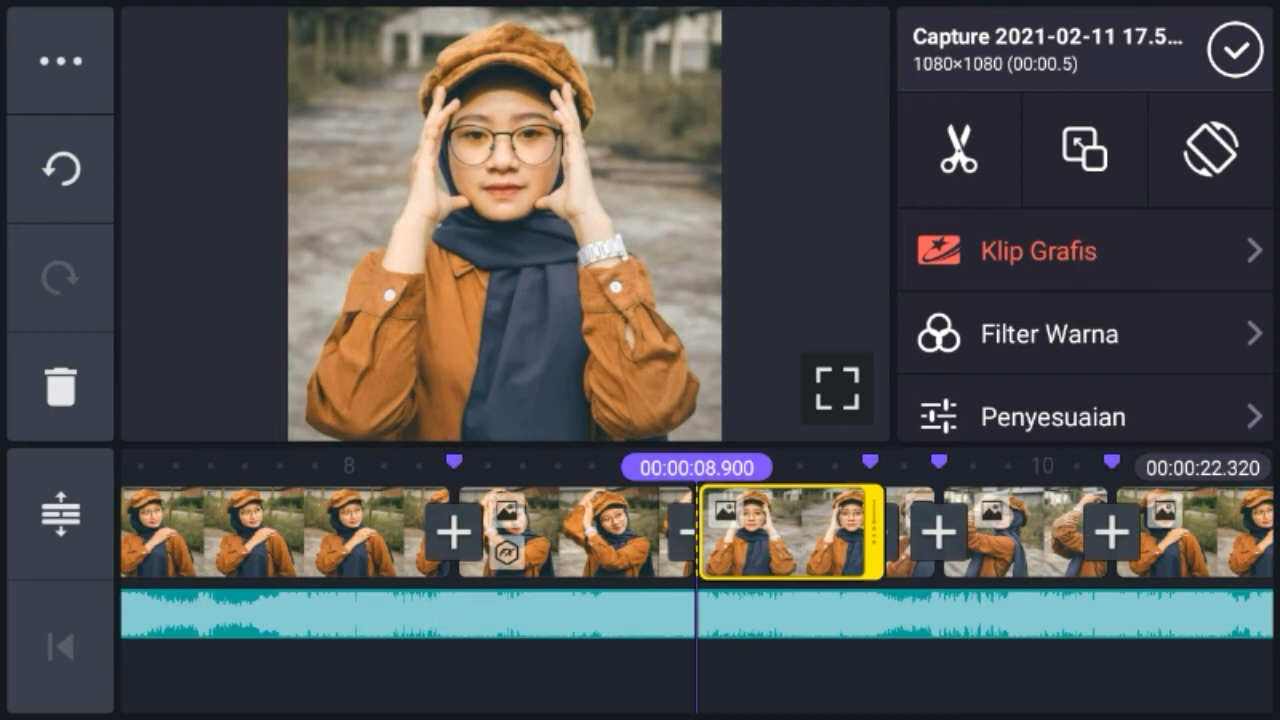 Capture 2021-02-11 17.5...
1080×1080 (00:00.5)
Klip Grafis
Filter Warna
Penyesuaian
8
00:00:08.900
10
00:00:22.320
FX